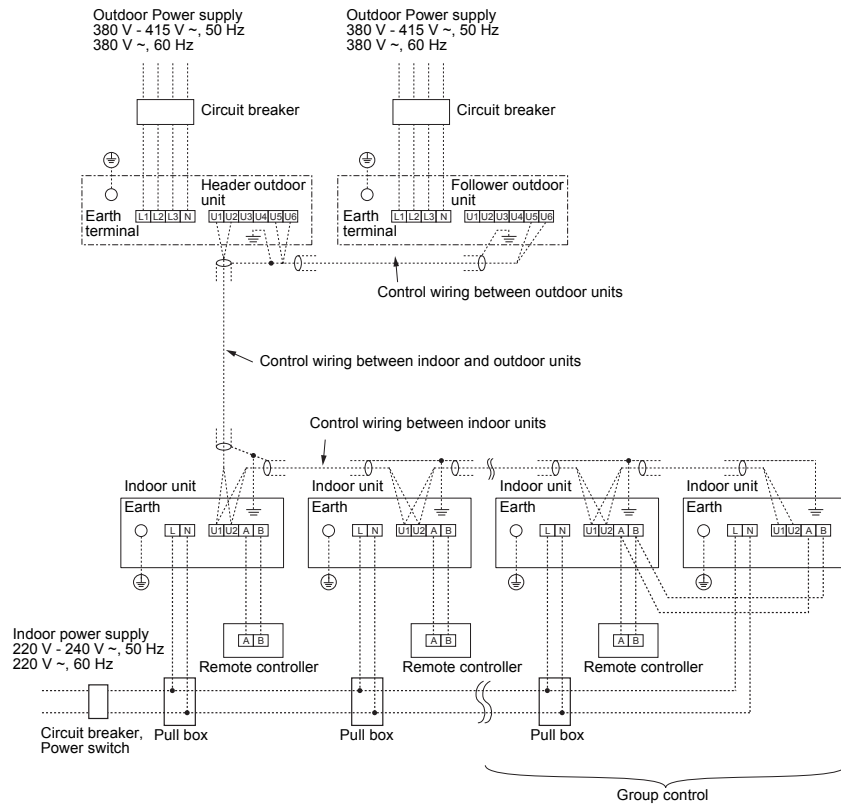 Outdoor Power supply
380 V - 415 V ~, 50 Hz
380 V ~, 60 Hz
Outdoor Power supply
380 V - 415 V ~, 50 Hz
380 V ~, 60 Hz
Circuit breaker
Circuit breaker
Header outdoor
unit
Earth
terminal
L1 L2 L3 N
U1 U2 U3 U4 U5 U6
Follower outdoor
unit
Earth
terminal
L1 L2 L3 N
U1 U2 U3 U4 U5 U6
Control wiring between outdoor units
Control wiring between indoor and outdoor units
Control wiring between indoor units
Indoor unit
Indoor unit
Indoor unit
Indoor unit
Earth
Earth
Earth
Earth
L N
U1 U2 A B
L N
U1 U2 A B
L N
U1 U2 A B
L N
U1 U2 A B
Indoor power supply
220 V - 240 V ~, 50 Hz
220 V ~, 60 Hz
A B
A B
A B
Remote controller
Remote controller
Remote controller
Circuit breaker,
Power switch
Pull box
Pull box
Pull box
Group control